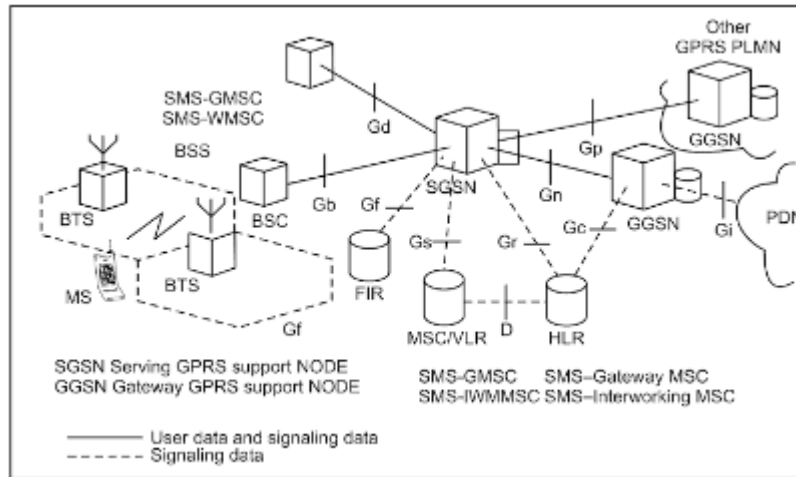 Other
GPRS PLMN
SMS-GMSC
SMS-WMSC
Gd
BSS
GGSN
Gp
SGSN
Gn
BTS
BSC
Gb
Gf
GGSN
Gi
PDN
Gs
Gr
Gc
MS
BTS
FIR
Gf
MSC/VLR
D
HLR
SGSN Serving GPRS support NODE
GGSN Gateway GPRS support NODE
SMS-GMSC SMS–Gateway MSC
SMS-IWMMSC SMS–Interworking MSC
User data and signaling data
Signaling data